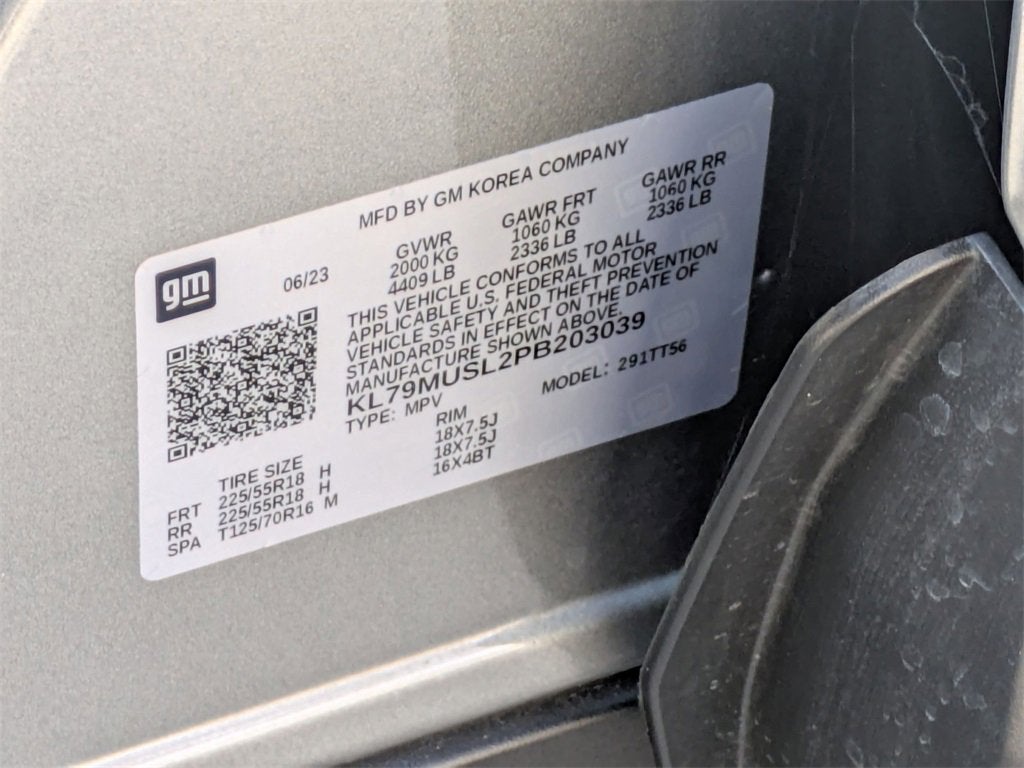 MFD BY GM KOREA COMPANY
gm
06/23
GVWR GAWR FRT GAWR RR
2000 KG 1060 KG 1060 KG
4409 LB 2336 LB 2336 LB
THIS VEHICLE CONFORMS TO ALL
APPLICABLE U.S. FEDERAL MOTOR
VEHICLE SAFETY AND THEFT PREVENTION
STANDARDS IN EFFECT ON THE DATE OF
MANUFACTURE SHOWN ABOVE.
KL79MUSL2PB203039
TYPE: MPV MODEL: 291TT56
TIRE SIZE RIM
FRT 225/55R18 H 18X7.5J
RR 225/55R18 H 18X7.5J
SPA T125/70R16 M 16X4BT